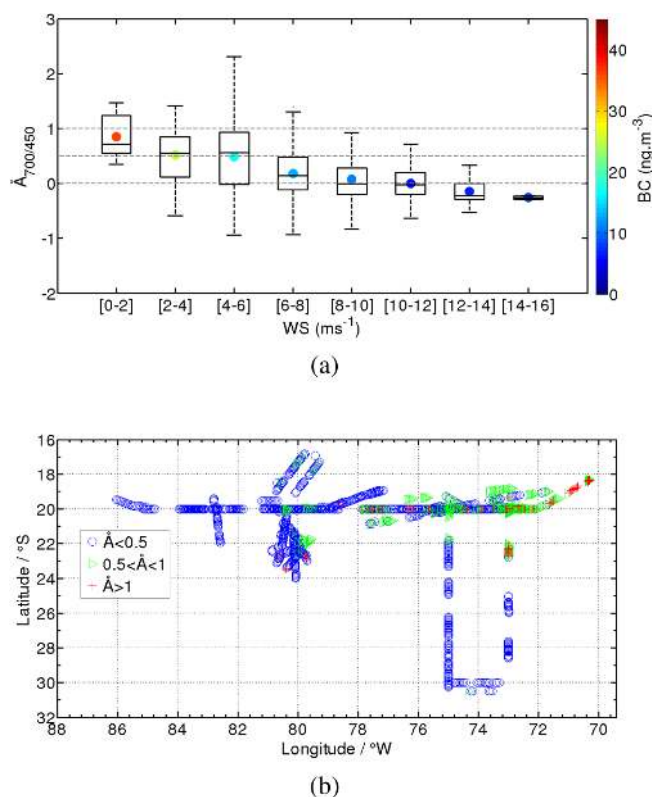 3
2
1
0
-1
-2
Å700/450
[0-2] [2-4] [4-6] [6-8] [8-10] [10-12] [12-14] [14-16]
WS (ms-1)
40
30
20
10
0
BC (ng.m-3)
(a)
16
18
20
22
24
26
28
30
32
Latitude / °S
Å<0.5
0.5<Å<1
Å>1
88 86 84 82 80 78 76 74 72 70
Longitude / °W
(b)